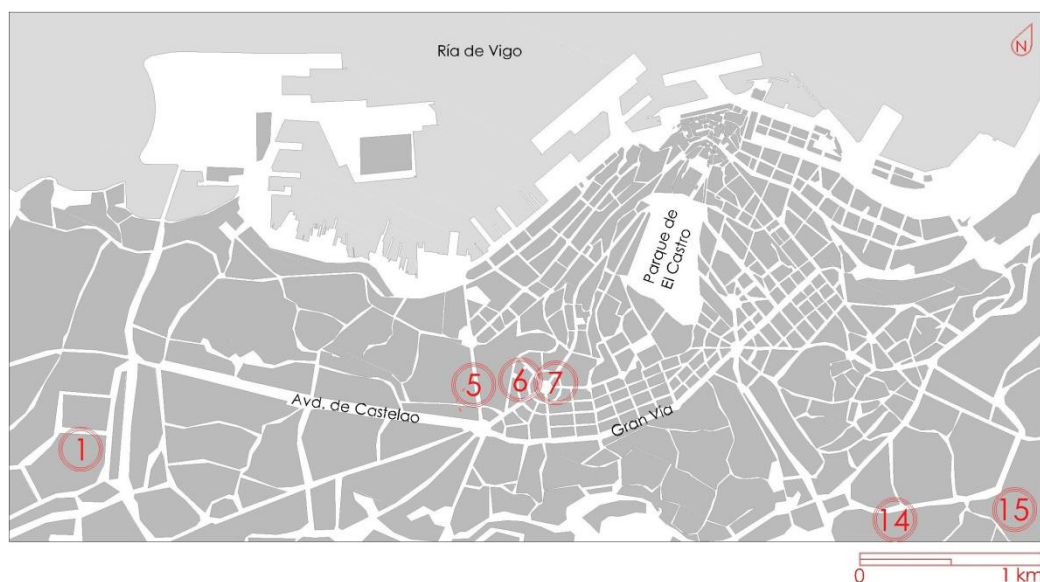 Ría de Vigo
N
Parque de
El Castro
5
6
7
Avd. de Castelao
Gran Vía
1
14
15
0
1 km